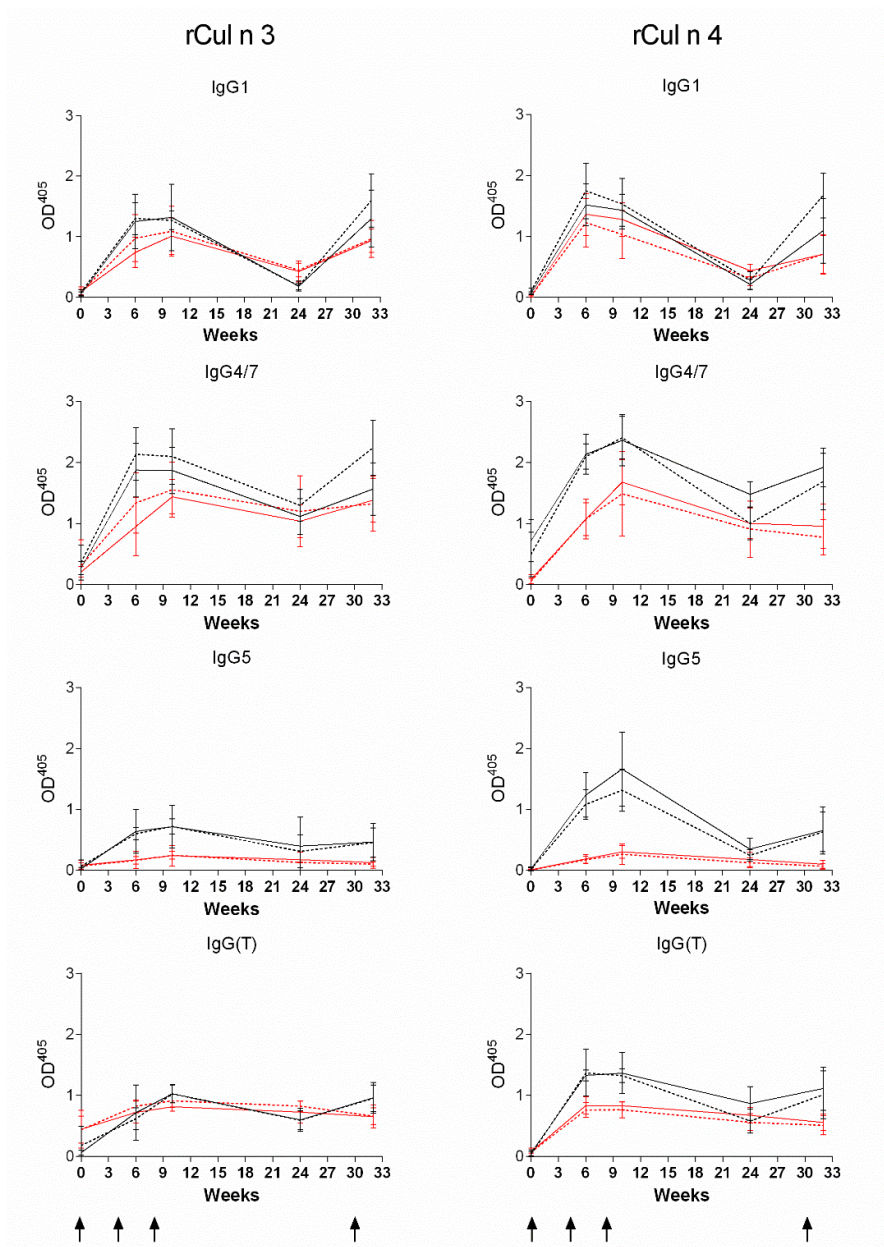 rCul n 3 rCul n 4
IgG1 IgG1
3 3
2 2
OD405 OD405
1 1
0 0
0 3 6 9 12 15 18 21 24 27 30 33 0 3 6 9 12 15 18 21 24 27 30 33
Weeks Weeks
IgG4/7 IgG4/7
3 3
2 2
OD405 OD405
1 1
0 0
0 3 6 9 12 15 18 21 24 27 30 33 0 3 6 9 12 15 18 21 24 27 30 33
Weeks Weeks
IgG5 IgG5
3 3
2 2
OD405 OD405
1 1
0 0
0 3 6 9 12 15 18 21 24 27 30 33 0 3 6 9 12 15 18 21 24 27 30 33
Weeks Weeks
IgG(T) IgG(T)
3 3
2 2
OD405 OD405
1 1
0 0
0 3 6 9 12 15 18 21 24 27 30 33 0 3 6 9 12 15 18 21 24 27 30 33
Weeks Weeks